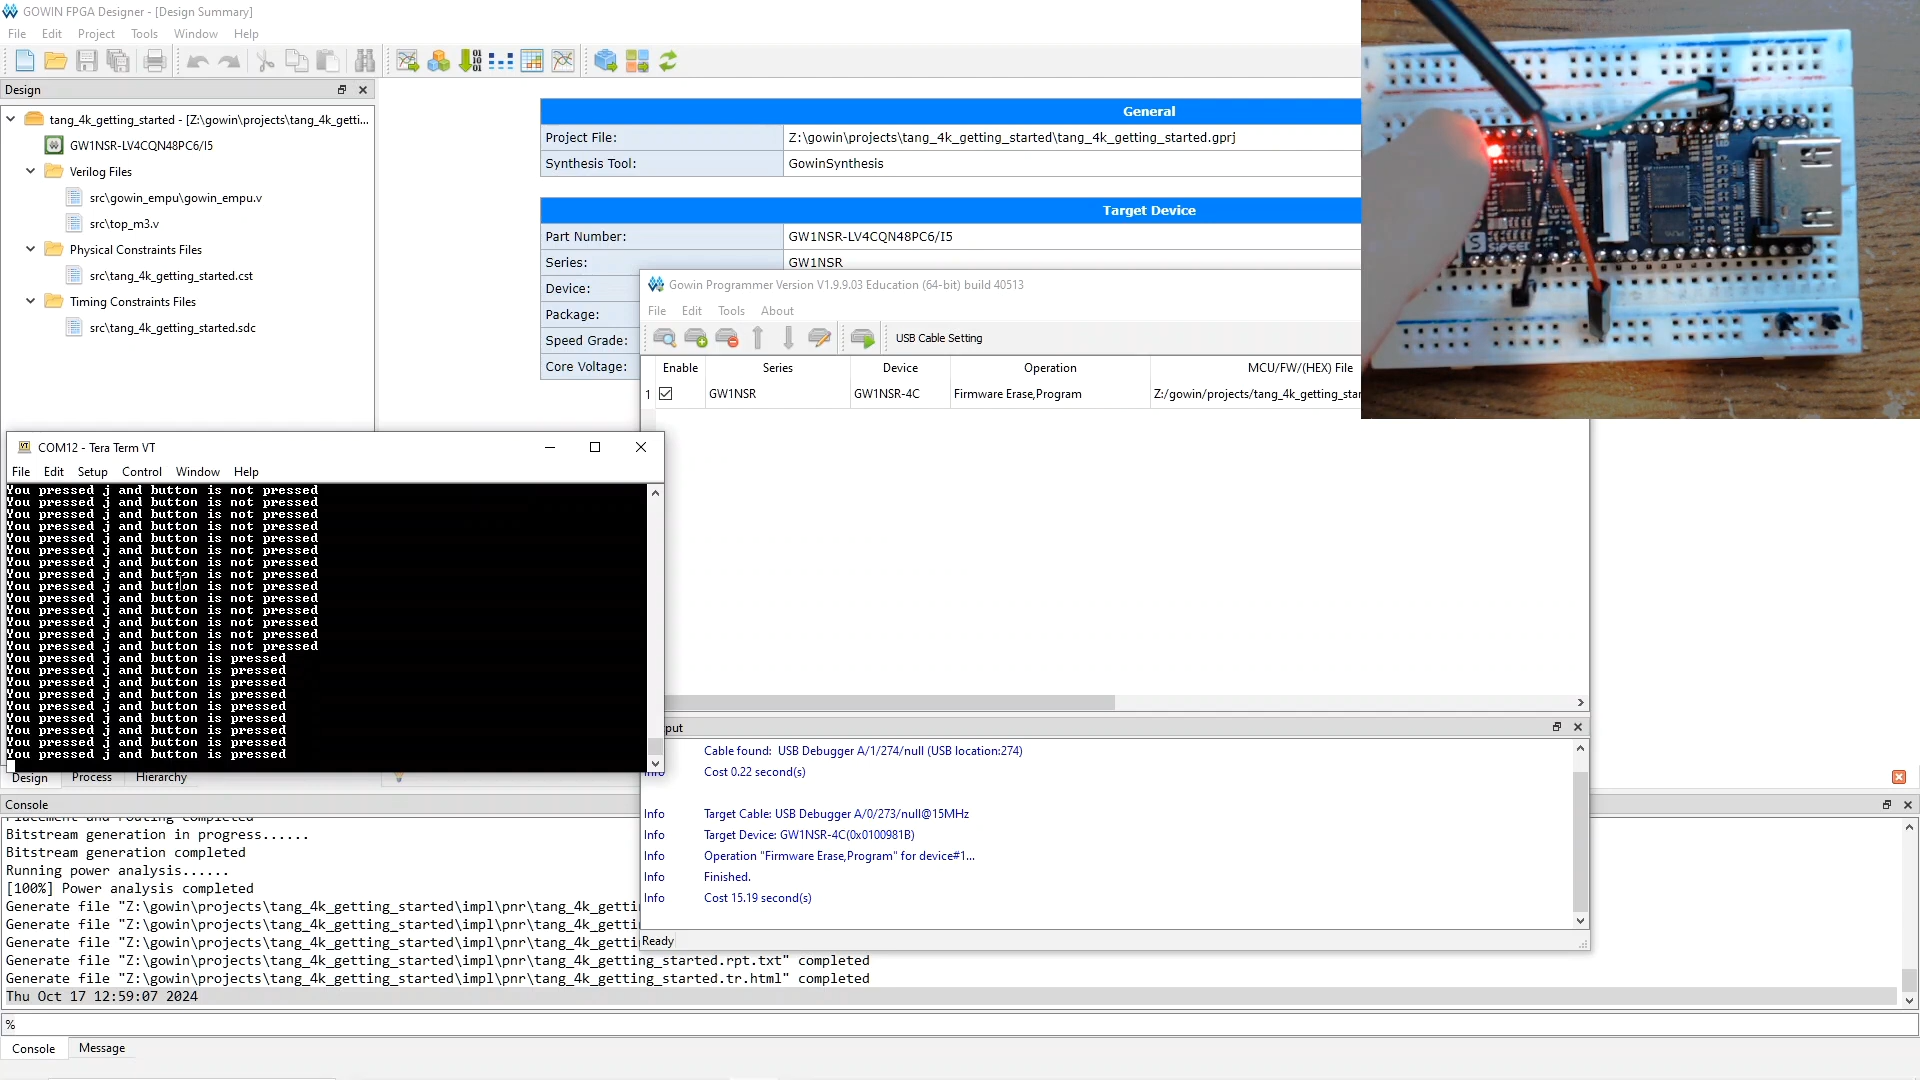 GOWIN FPGA Designer - [Design Summary]
File Edit Project Tools Window Help
Design
tang_4k_getting_started - [Z:\gowin\projects\tang_4k_getti...
GW1NSR-LV4CQN48PC6/I5
Verilog Files
src\gowin_empu\gowin_empu.v
src\top_m3.v
Physical Constraints Files
src\tang_4k_getting_started.cst
Timing Constraints Files
src\tang_4k_getting_started.sdc
General
Project File: Z:\gowin\projects\tang_4k_getting_started\tang_4k_getting_started.gprj
Synthesis Tool: GowinSynthesis
Target Device
Part Number: GW1NSR-LV4CQN48PC6/I5
Series: GW1NSR
Device:
Package:
Speed Grade:
Core Voltage:
Gowin Programmer Version V1.9.9.03 Education (64-bit) build 40513
File Edit Tools About
USB Cable Setting
Enable Series Device Operation MCU/FW/(HEX) File
1 GW1NSR GW1NSR-4C Firmware Erase,Program Z:/gowin/projects/tang_4k_getting_star
SiPEED
COM12 - Tera Term VT
File Edit Setup Control Window Help
You pressed j and button is not pressed
You pressed j and button is not pressed
You pressed j and button is not pressed
You pressed j and button is not pressed
You pressed j and button is not pressed
You pressed j and button is not pressed
You pressed j and button is not pressed
You pressed j and button is not pressed
You pressed j and button is not pressed
You pressed j and button is not pressed
You pressed j and button is not pressed
You pressed j and button is not pressed
You pressed j and button is not pressed
You pressed j and button is not pressed
You pressed j and button is pressed
You pressed j and button is pressed
You pressed j and button is pressed
You pressed j and button is pressed
You pressed j and button is pressed
You pressed j and button is pressed
You pressed j and button is pressed
You pressed j and button is pressed
You pressed j and button is pressed
Design Process Hierarchy
put
Cable found: USB Debugger A/1/274/null (USB location:274)
Info Cost 0.22 second(s)
Info Target Cable: USB Debugger A/0/273/null@15MHz
Info Target Device: GW1NSR-4C(0x0100981B)
Info Operation "Firmware Erase,Program" for device#1...
Info Finished.
Info Cost 15.19 second(s)
Ready
Console
Placement and routing completed
Bitstream generation in progress......
Bitstream generation completed
Running power analysis......
[100%] Power analysis completed
Generate file "Z:\gowin\projects\tang_4k_getting_started\impl\pnr\tang_4k_getti
Generate file "Z:\gowin\projects\tang_4k_getting_started\impl\pnr\tang_4k_getti
Generate file "Z:\gowin\projects\tang_4k_getting_started\impl\pnr\tang_4k_getti
Generate file "Z:\gowin\projects\tang_4k_getting_started\impl\pnr\tang_4k_getting_started.rpt.txt" completed
Generate file "Z:\gowin\projects\tang_4k_getting_started\impl\pnr\tang_4k_getting_started.tr.html" completed
Thu Oct 17 12:59:07 2024
%
Console Message